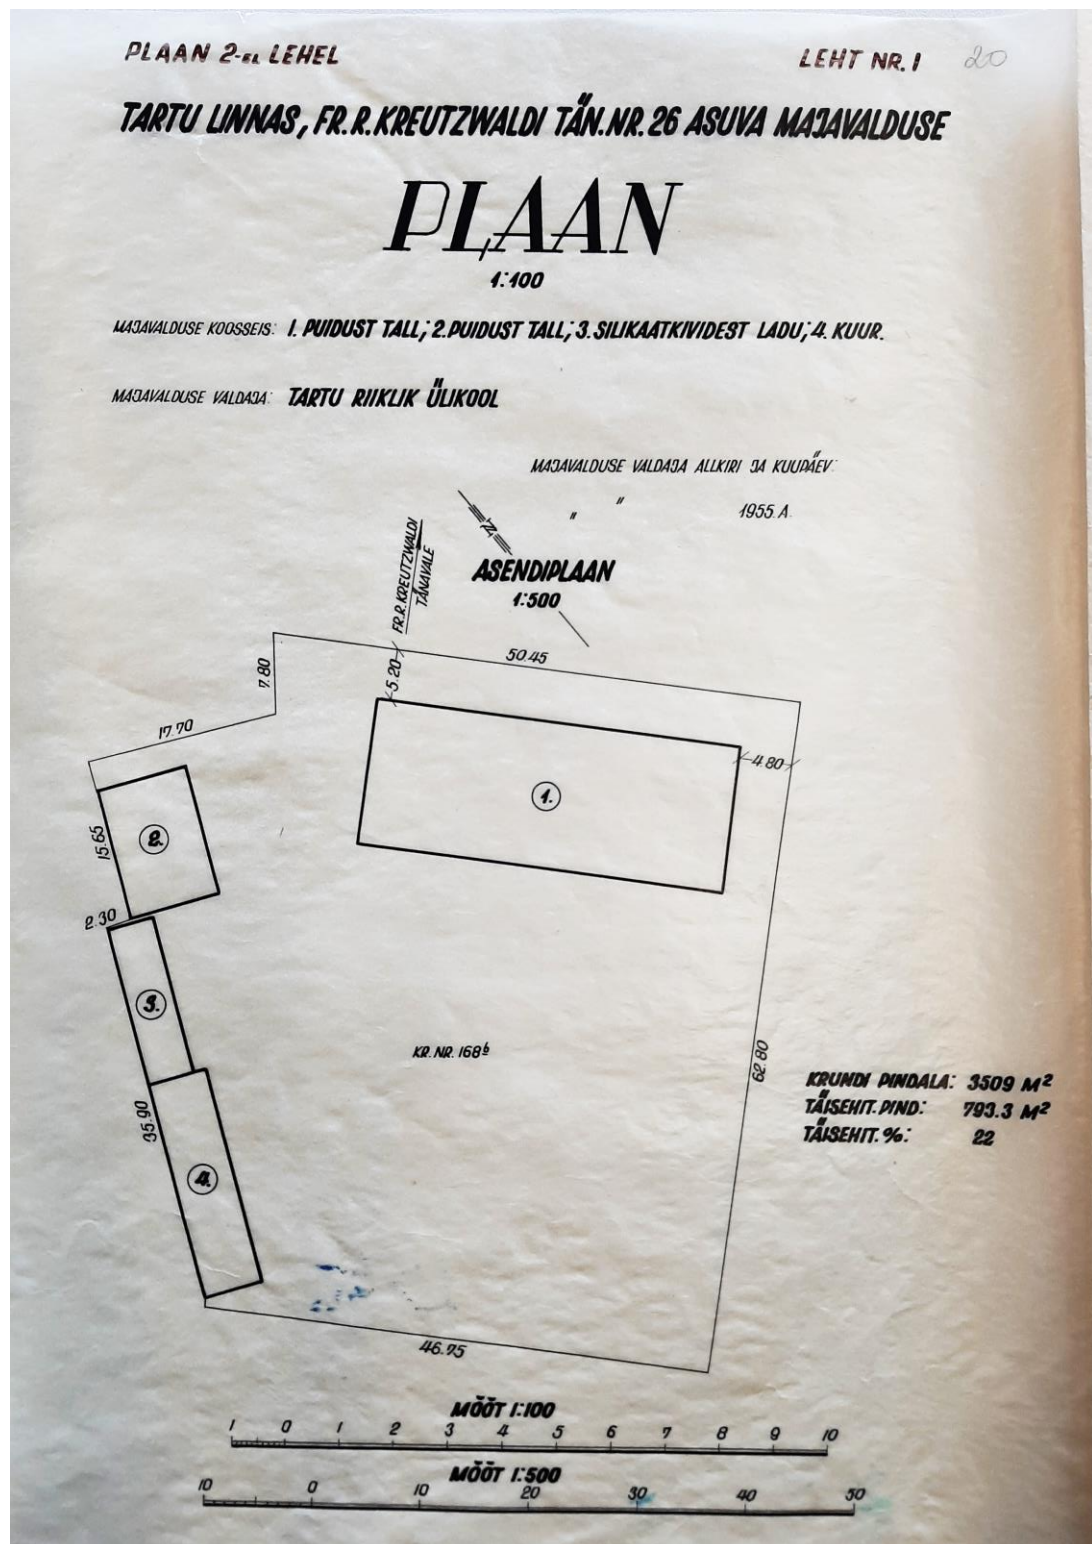 PLAAN 2-EL LEHEL
LEHT NR. 1
20
TARTU LINNAS, FR. R. KREUTZWALDI TÄN. NR. 26 ASUVA MAJAVALDUSE
PLAAN
1:100
MAJAVALDUSE KOOSSEIS: 1. PUIDUST TALL; 2. PUIDUST TALL; 3. SILIKAATKIVIDEST LADU; 4. KUUR.
MAJAVALDUSE VALDAJA: TARTU RIIKLIK ÜLIKOOL
MAJAVALDUSE VALDAJA ALLKIRI JA KUUPÄEV:
" " 1955. A.
N
FR. R. KREUTZWALDI
TÄNAVALE
ASENDIPLAAN
1:500
7.80
5.20
50.45
17.70
4.80
1.
15.65
2.
2.30
3.
KR. NR. 168b
62.80
KRUNDI PINDALA: 3509 M²
TÄISEHIT. PIND: 793.3 M²
TÄISEHIT. %: 22
35.90
4.
46.75
MÕÕT 1:100
1 0 1 2 3 4 5 6 7 8 9 10
MÕÕT 1:500
10 0 10 20 30 40 50